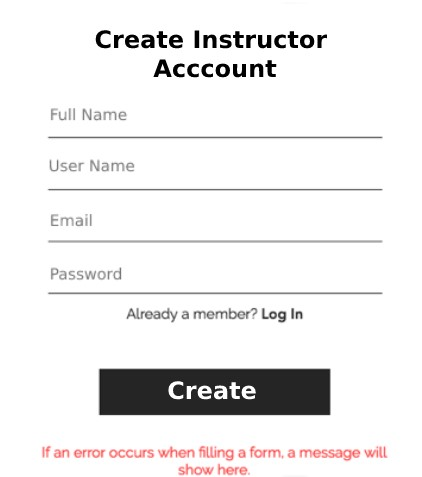 Create Instructor
Acccount
Full Name
User Name
Email
Password
Already a member? Log In
Create
If an error occurs when filling a form, a message will
show here.